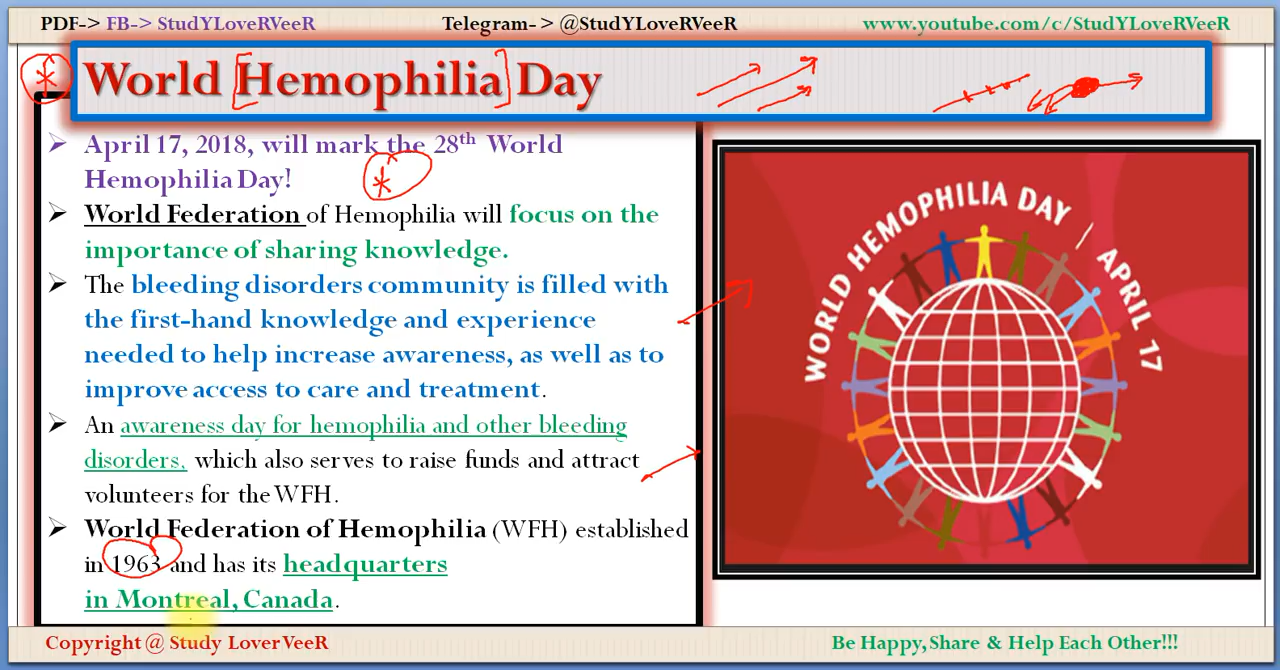 PDF-> FB-> StudYLoveRVeeR Telegram- > @StudYLoveRVeeR www.youtube.com/c/StudYLoveRVeeR
World Hemophilia Day
April 17, 2018, will mark the 28th World
Hemophilia Day!
World Federation of Hemophilia will focus on the
importance of sharing knowledge.
The bleeding disorders community is filled with
the first-hand knowledge and experience
needed to help increase awareness, as well as to
improve access to care and treatment.
An awareness day for hemophilia and other bleeding
disorders, which also serves to raise funds and attract
volunteers for the WFH.
World Federation of Hemophilia (WFH) established
in 1963 and has its headquarters
in Montreal, Canada.
WORLD HEMOPHILIA DAY / APRIL 17
Copyright @ Study LoverVeeR Be Happy, Share & Help Each Other!!!